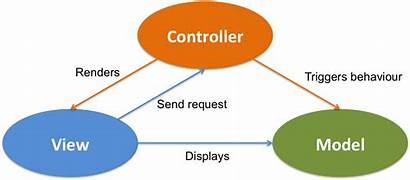 Controller
Renders
Triggers behaviour
Send request
View
Model
Displays